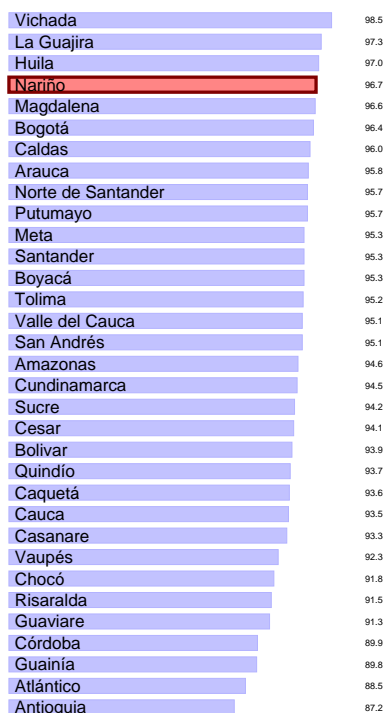 Vichada 98.5
La Guajira 97.3
Huila 97.0
Nariño 96.7
Magdalena 96.6
Bogotá 96.4
Caldas 96.0
Arauca 95.8
Norte de Santander 95.7
Putumayo 95.7
Meta 95.3
Santander 95.3
Boyacá 95.3
Tolima 95.2
Valle del Cauca 95.1
San Andrés 95.1
Amazonas 94.6
Cundinamarca 94.5
Sucre 94.2
Cesar 94.1
Bolivar 93.9
Quindío 93.7
Caquetá 93.6
Cauca 93.5
Casanare 93.3
Vaupés 92.3
Chocó 91.8
Risaralda 91.5
Guaviare 91.3
Córdoba 89.9
Guainía 89.8
Atlántico 88.5
Antioquia 87.2